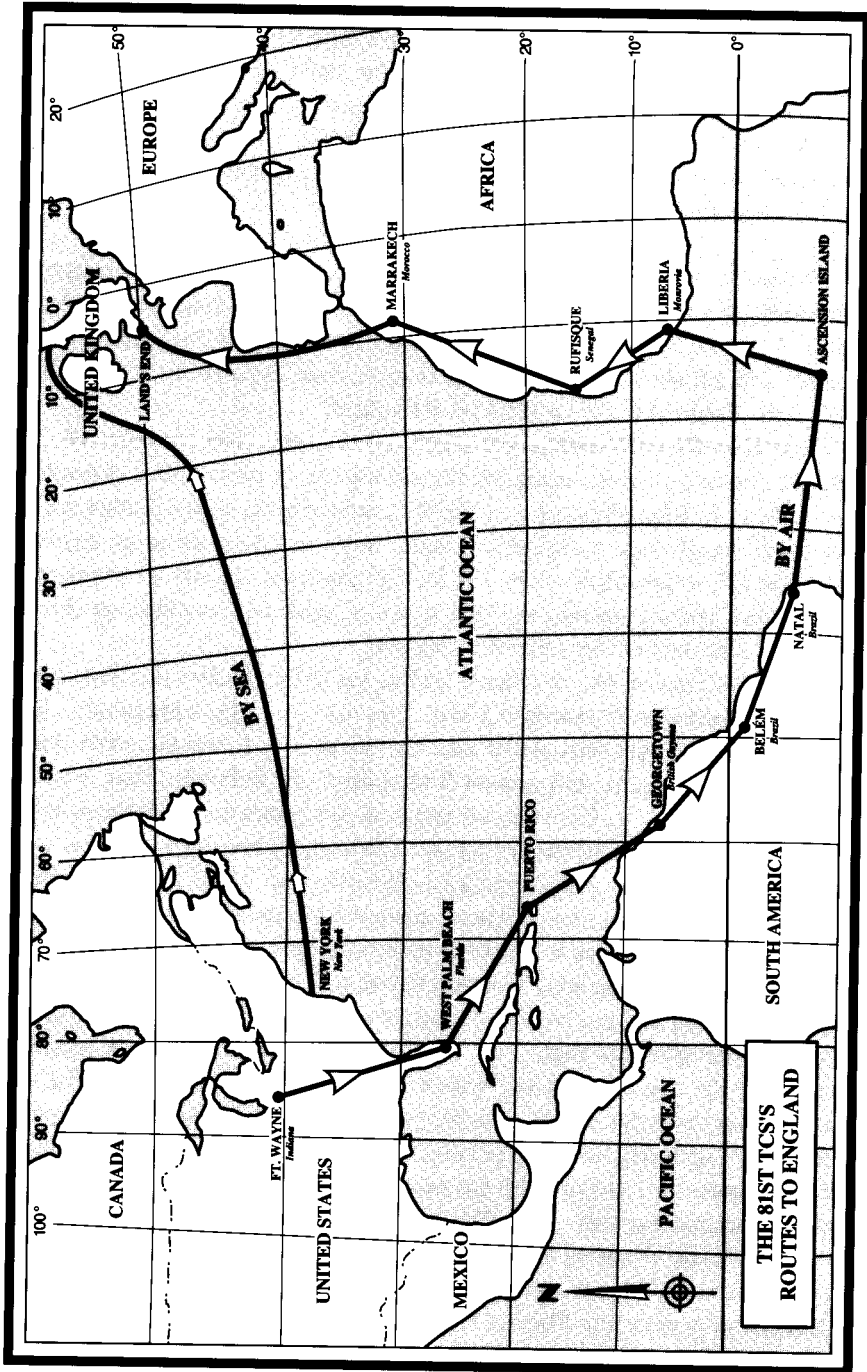 100°
90°
80°
70°
60°
50°
40°
30°
20°
10°
0°
10°
20°
50°
40°
30°
20°
10°
0°
CANADA
UNITED KINGDOM
EUROPE
LAND'S END
BY SEA
FT. WAYNE
Indiana
NEW YORK
New York
UNITED STATES
MARRAKECH
Morocco
WEST PALM BEACH
Florida
ATLANTIC OCEAN
AFRICA
MEXICO
PUERTO RICO
RUFISQUE
Senegal
GEORGETOWN
British Guyana
LIBERIA
Monrovia
PACIFIC OCEAN
BELÉM
Brazil
NATAL
Brazil
BY AIR
ASCENSION ISLAND
SOUTH AMERICA
N
THE 81ST TCS'S
ROUTES TO ENGLAND